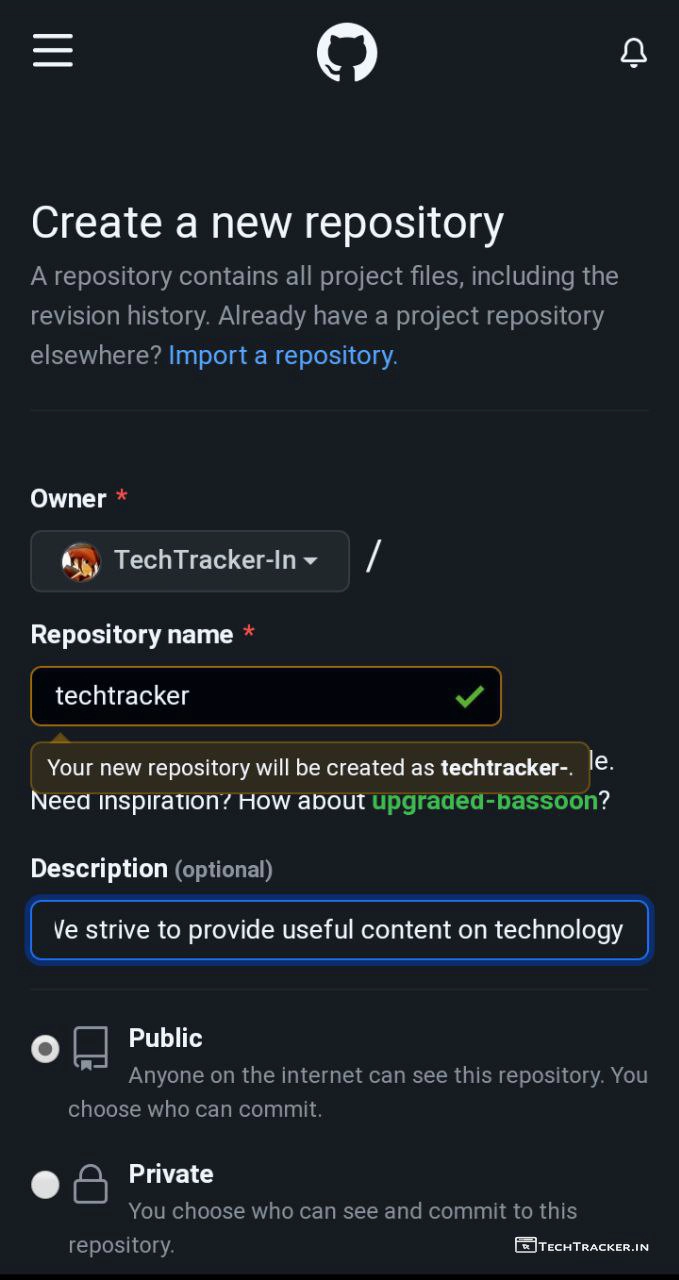 Create a new repository
A repository contains all project files, including the
revision history. Already have a project repository
elsewhere? Import a repository.
Owner *
TechTracker-In /
Repository name *
techtracker
Your new repository will be created as techtracker-.
le.
Need inspiration? How about upgraded-bassoon?
Description (optional)
We strive to provide useful content on technology
Public
Anyone on the internet can see this repository. You
choose who can commit.
Private
You choose who can see and commit to this
repository.
TECHTRACKER.IN